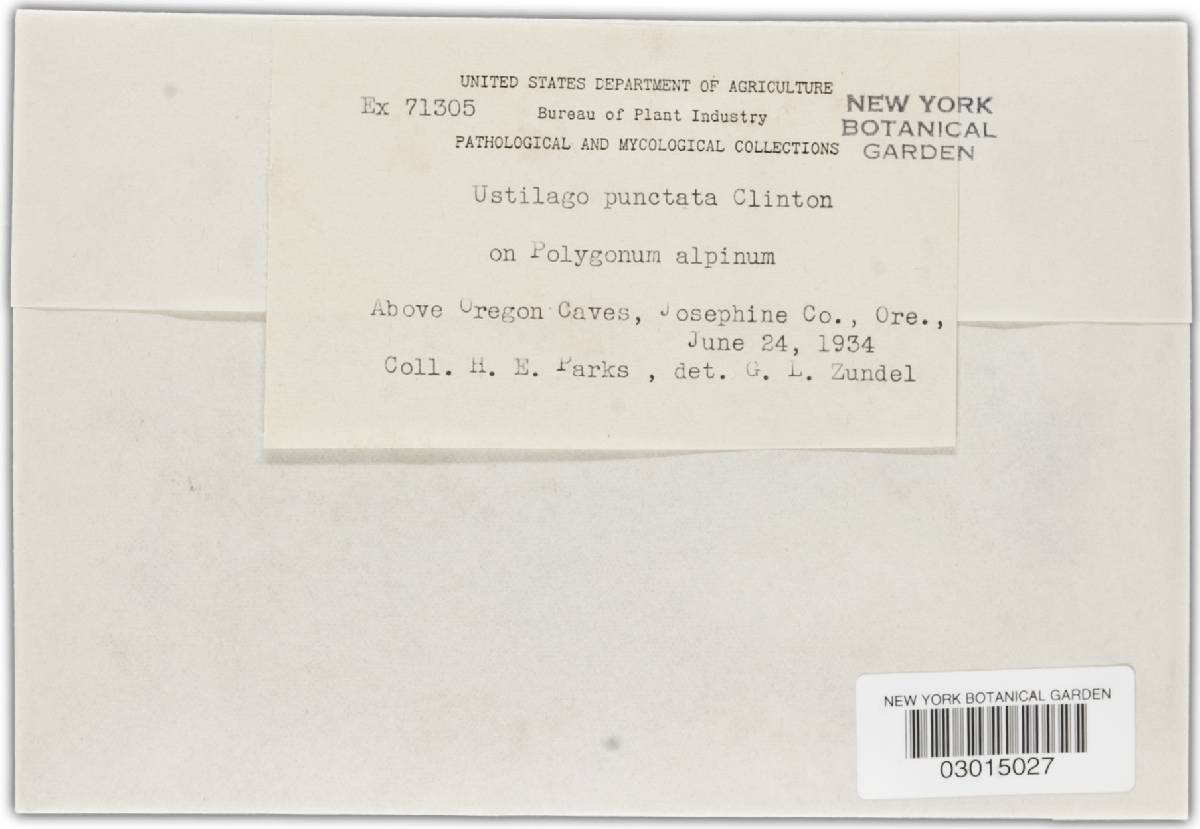 UNITED STATES DEPARTMENT OF AGRICULTURE
Ex 71305
Bureau of Plant Industry
PATHOLOGICAL AND MYCOLOGICAL COLLECTIONS
NEW YORK
BOTANICAL
GARDEN
Ustilago punctata Clinton
on Polygonum alpinum
Above Oregon Caves, Josephine Co., Ore.,
June 24, 1934
Coll. H. E. Parks , det. G. L. Zundel
NEW YORK BOTANICAL GARDEN
03015027